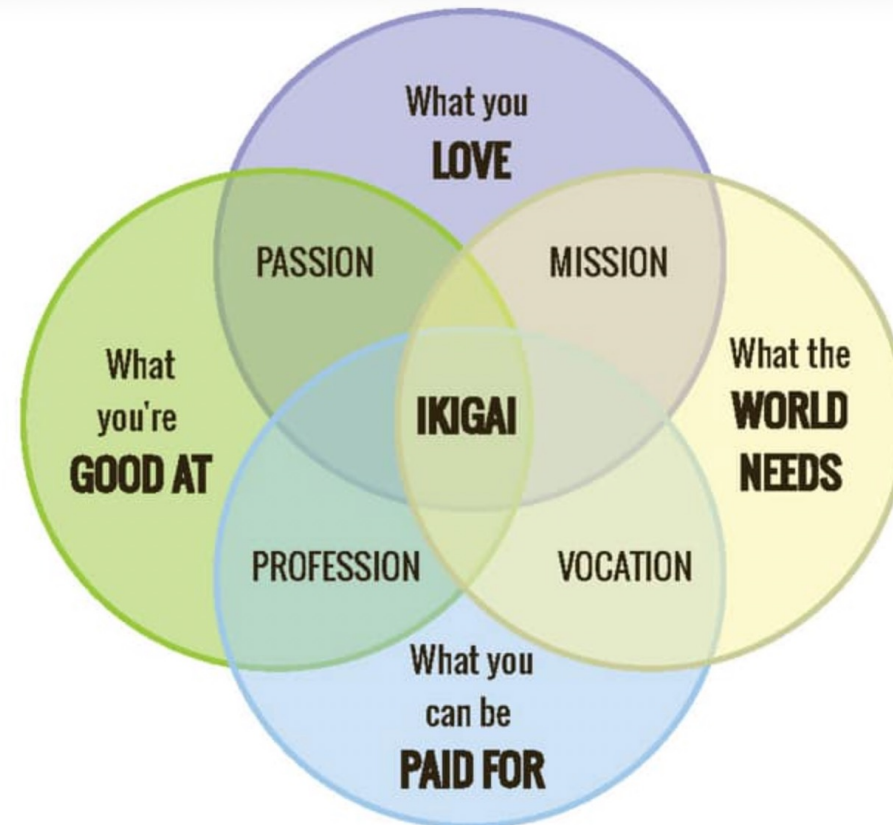 What you
LOVE
PASSION
MISSION
What
you're
GOOD AT
IKIGAI
What the
WORLD
NEEDS
PROFESSION
VOCATION
What you
can be
PAID FOR